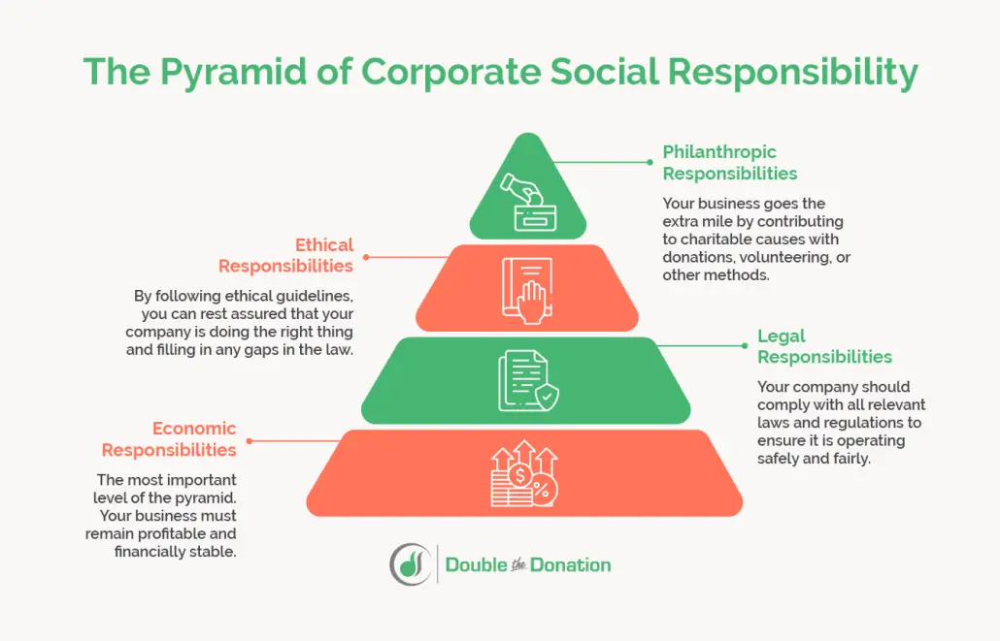 The Pyramid of Corporate Social Responsibility
Philanthropic
Responsibilities
Your business goes the
extra mile by contributing
to charitable causes with
donations, volunteering, or
other methods.
Ethical
Responsibilities
By following ethical guidelines,
you can rest assured that your
company is doing the right thing
and filling in any gaps in the law.
Legal
Responsibilities
Your company should
comply with all relevant
laws and regulations to
ensure it is operating
safely and fairly.
Economic
Responsibilities
The most important
level of the pyramid.
Your business must
remain profitable and
financially stable.
$
%
Double the Donation